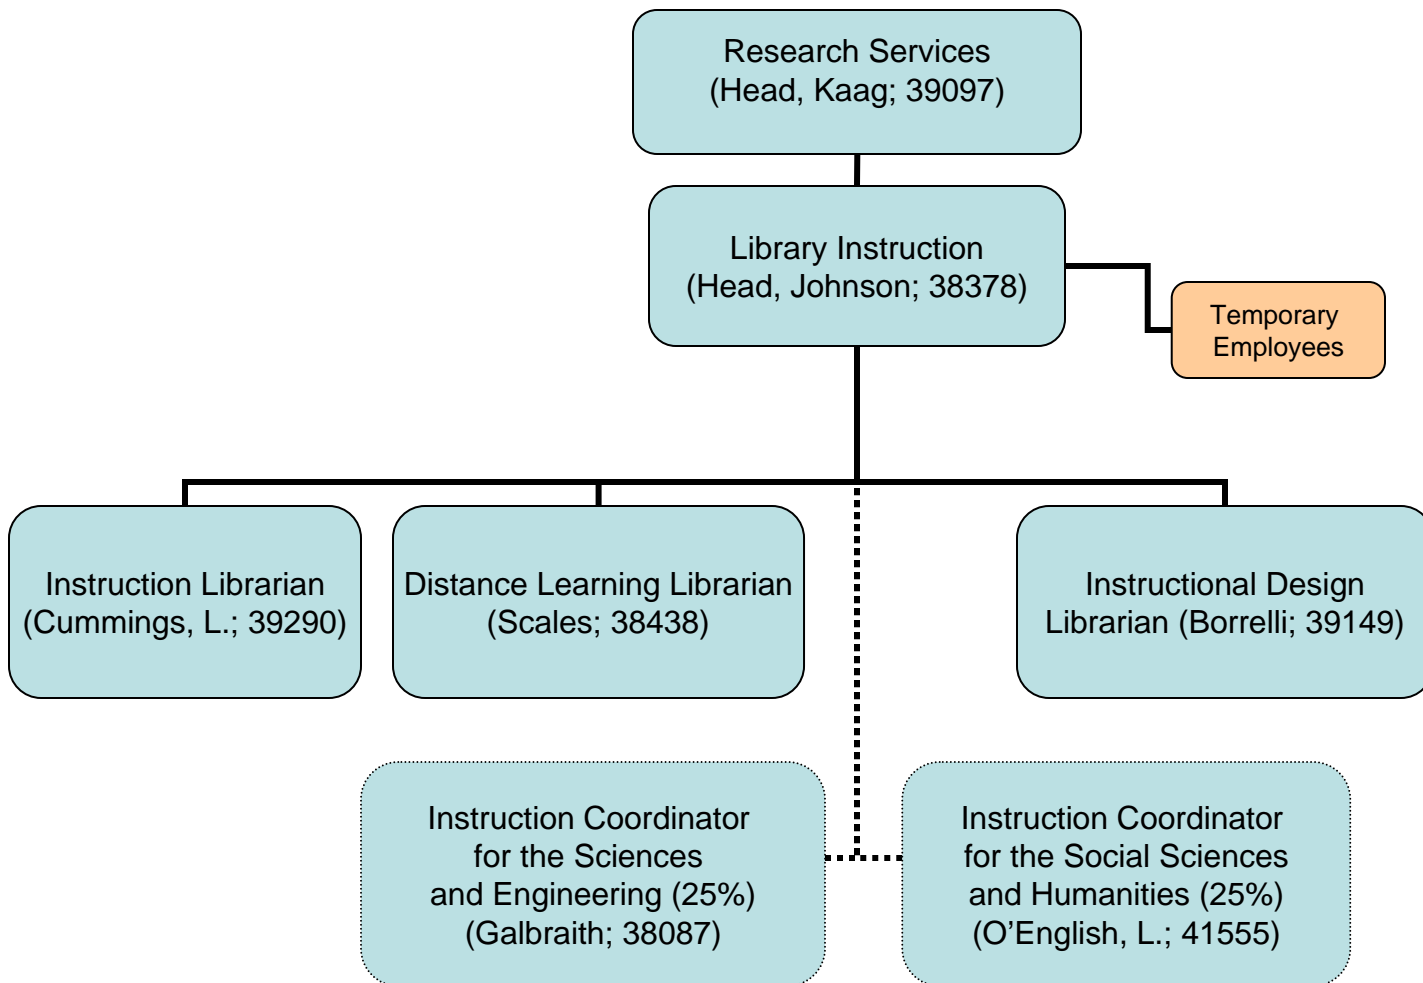 Research Services
(Head, Kaag; 39097)
Library Instruction
(Head, Johnson; 38378)
Temporary
Employees
Instruction Librarian
(Cummings, L.; 39290)
Distance Learning Librarian
(Scales; 38438)
Instructional Design
Librarian (Borrelli; 39149)
Instruction Coordinator
for the Sciences
and Engineering (25%)
(Galbraith; 38087)
Instruction Coordinator
for the Social Sciences
and Humanities (25%)
(O’English, L.; 41555)